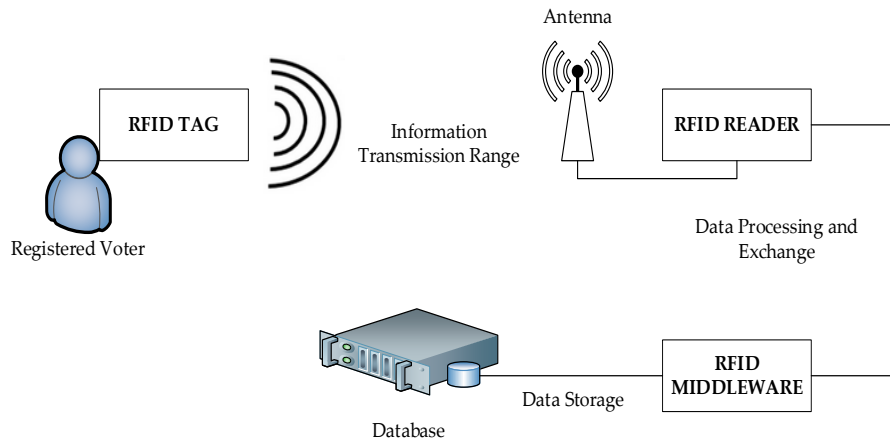 Antenna
RFID TAG
RFID READER
Information
Transmission Range
Registered Voter
Data Processing and
Exchange
RFID
MIDDLEWARE
Data Storage
Database